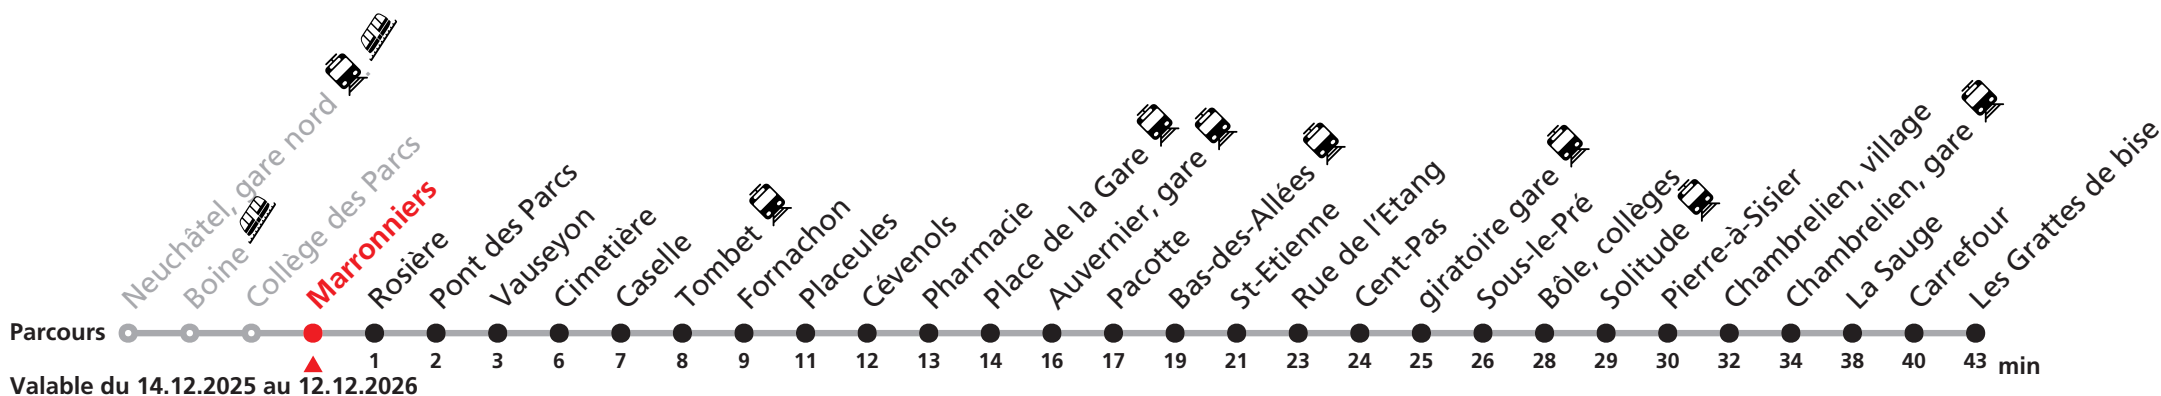 Neuchâtel, gare nord
Boine
Collège des Parcs
Marronniers
Rosière
Pont des Parcs
Vauseyon
Cimetière
Caselle
Tombet
Fornachon
Placeules
Cévenols
Pharmacie
Place de la Gare
Auvernier, gare
Pacotte
Bas-des-Allées
St-Etienne
Rue de l'Etang
Cent-Pas
giratoire gare
Sous-le-Pré
Bôle, collèges
Solitude
Pierre-à-Sisier
Chambrelien, village
Chambrelien, gare
La Sauge
Carrefour
Les Grattes de bise
Parcours
1 2 3 6 7 8 9 11 12 13 14 16 17 19 21 23 24 25 26 28 29 30 32 34 38 40 43 min
Valable du 14.12.2025 au 12.12.2026